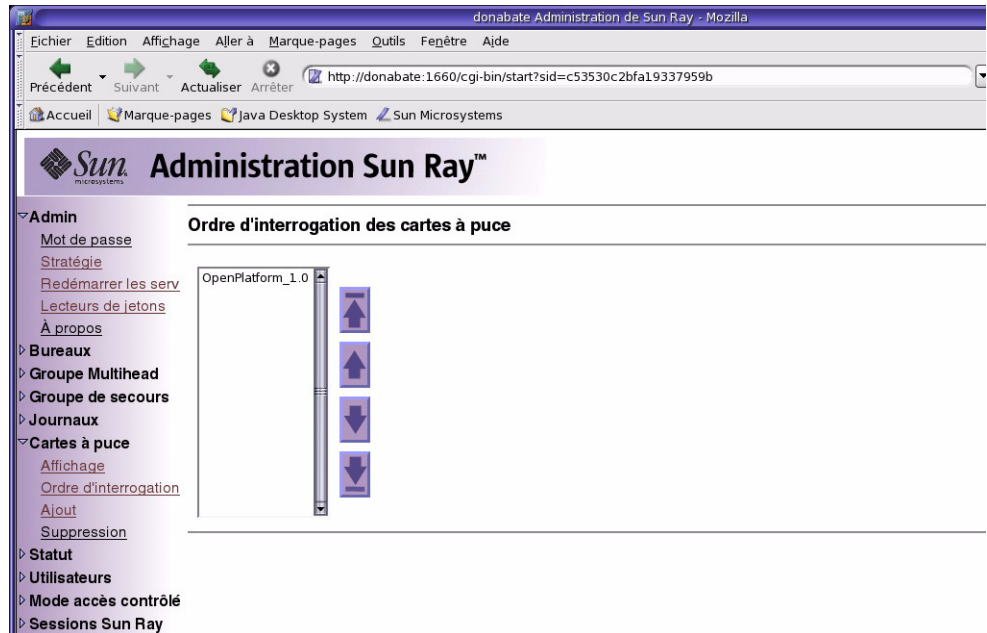 donabate Administration de Sun Ray - Mozilla
Fichier Edition Affichage Aller à Marque-pages Outils Fenêtre Aide
Précédent Suivant Actualiser Arrêter http://donabate:1660/cgi-bin/start?sid=c53530c2bfa19337959b
Accueil Marque-pages Java Desktop System Sun Microsystems
Sun microsystems Administration Sun Ray™
Admin
Mot de passe
Stratégie
Redémarrer les serv
Lecteurs de jetons
À propos
Bureaux
Groupe Multihead
Groupe de secours
Journaux
Cartes à puce
Affichage
Ordre d'interrogation
Ajout
Suppression
Statut
Utilisateurs
Mode accès contrôlé
Sessions Sun Ray
Ordre d'interrogation des cartes à puce
OpenPlatform_1.0